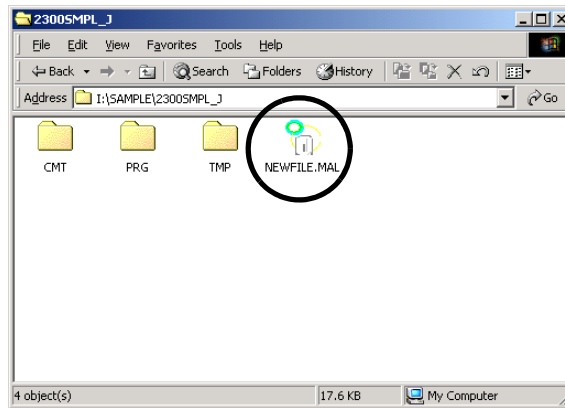 2300SMPL_J
File Edit View Favorites Tools Help
Back Search Folders History
Address I:\SAMPLE\2300SMPL_J Go
CMT PRG TMP NEWFILE.MAL
4 object(s) 17.6 KB My Computer